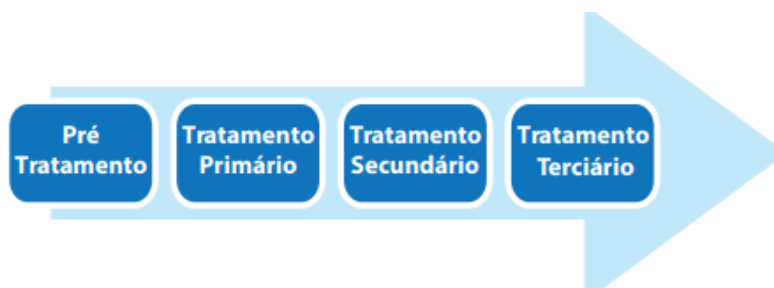 Pré
Tratamento
Tratamento
Primário
Tratamento
Secundário
Tratamento
Terciário